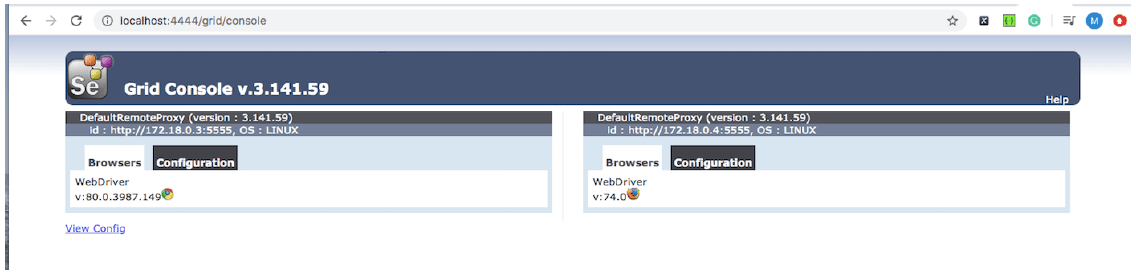 localhost:4444/grid/console
M
Se
Grid Console v.3.141.59
Help
DefaultRemoteProxy (version : 3.141.59)
id : http://172.18.0.3:5555, OS : LINUX
Browsers Configuration
WebDriver
v:80.0.3987.149
DefaultRemoteProxy (version : 3.141.59)
id : http://172.18.0.4:5555, OS : LINUX
Browsers Configuration
WebDriver
v:74.0
View Config